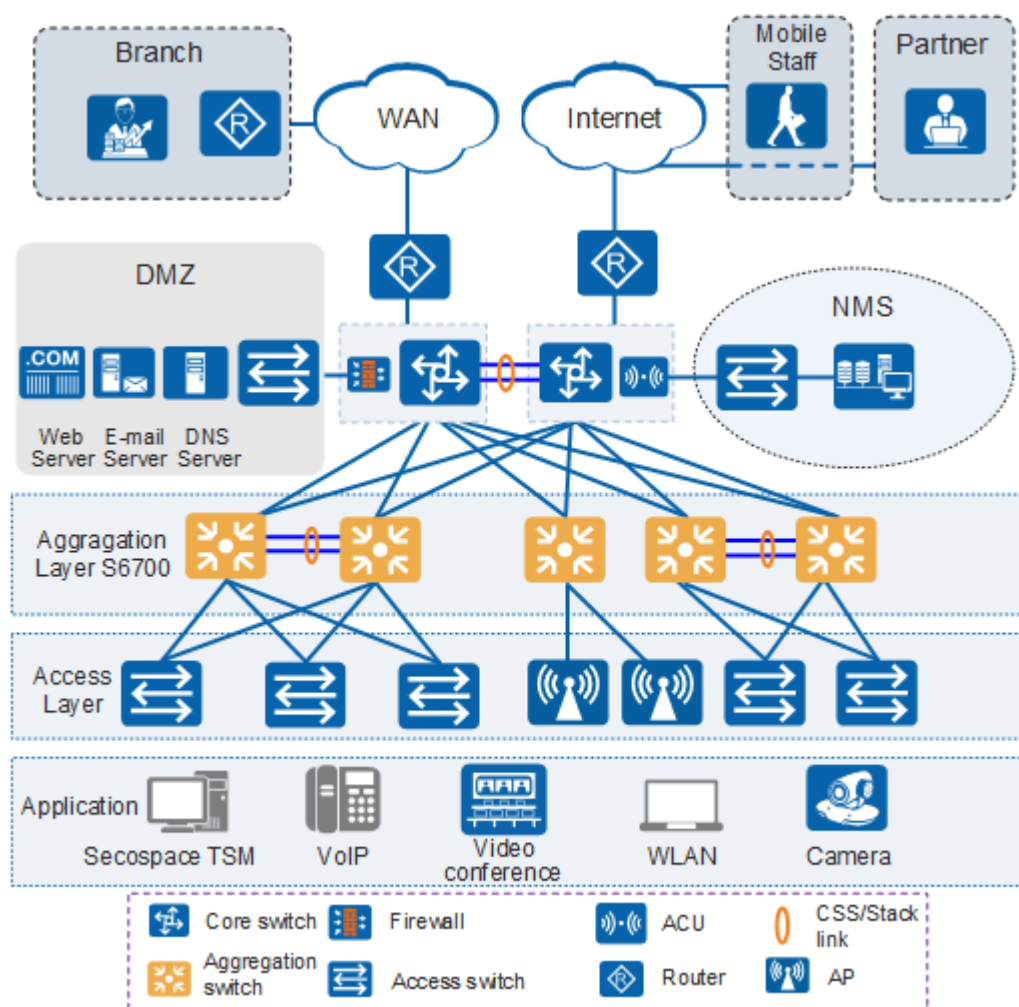 Branch
WAN
Internet
Mobile
Staff
Partner
R
R
R
DMZ
NMS
.COM
Web
Server
E-mail
Server
DNS
Server
Aggragation
Layer S6700
Access
Layer
Application
Secospace TSM
VoIP
Video
conference
WLAN
Camera
Core switch
Firewall
ACU
CSS/Stack
link
Aggregation
switch
Access switch
R
Router
AP